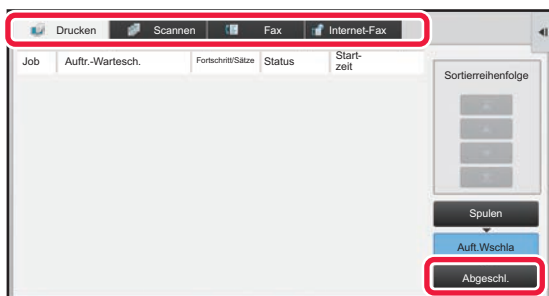 Drucken Scannen Fax Internet-Fax
Job Auftr.-Wartesch. Fortschritt/Sätze Status Start-
zeit
Sortierreihenfolge
Spulen
Auft.Wschla
Abgeschl.